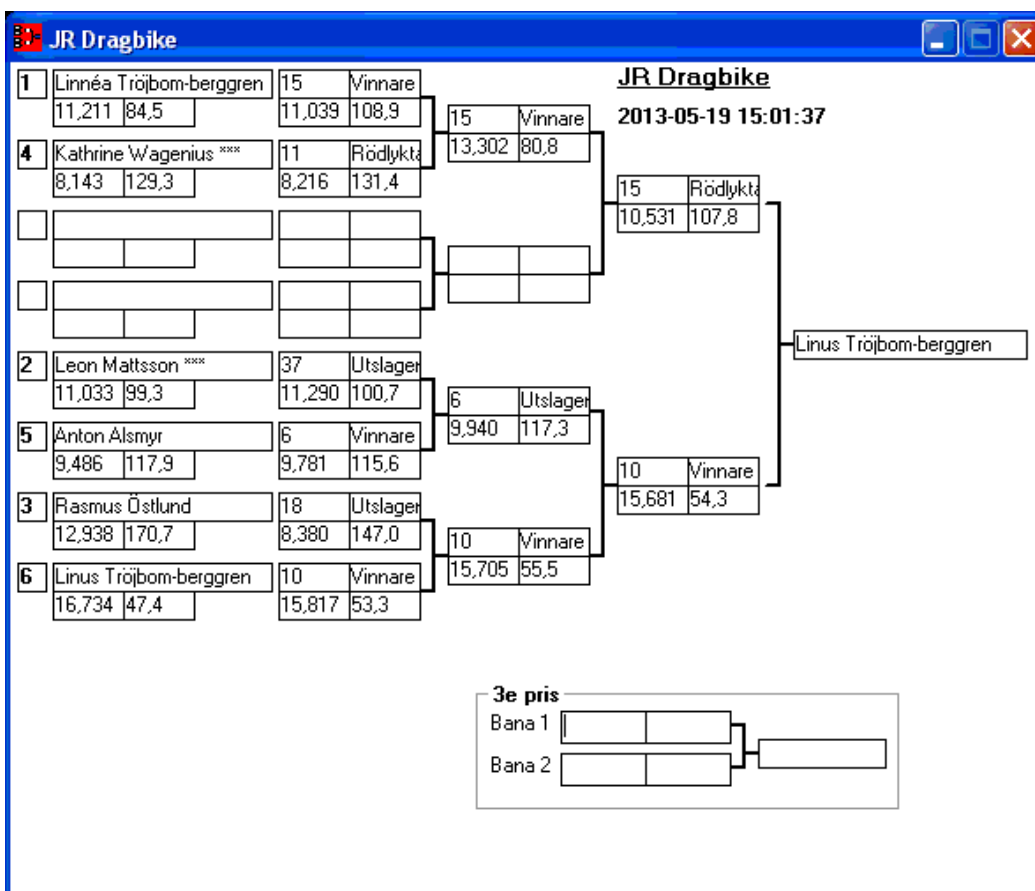 JR Dragbike
JR Dragbike
2013-05-19 15:01:37
1 Linnéa Tröjbom-berggren 15 Vinnare
11,211 84,5 11,039 108,9
15 Vinnare
13,302 80,8
4 Kathrine Wagenius *** 11 Rödlykta
8,143 129,3 8,216 131,4
15 Rödlykta
10,531 107,8
Linus Tröjbom-berggren
2 Leon Mattsson *** 37 Utslagen
11,033 99,3 11,290 100,7
6 Utslagen
9,940 117,3
5 Anton Alsmyr 6 Vinnare
9,486 117,9 9,781 115,6
10 Vinnare
15,681 54,3
3 Rasmus Östlund 18 Utslagen
12,938 170,7 8,380 147,0
10 Vinnare
15,705 55,5
6 Linus Tröjbom-berggren 10 Vinnare
16,734 47,4 15,817 53,3
3e pris
Bana 1
Bana 2